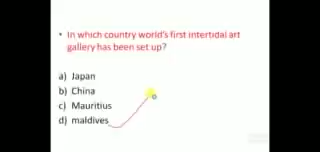 • In which country world's first intertidal art
gallery has been set up?
a) Japan
b) China
c) Mauritius
d) maldives